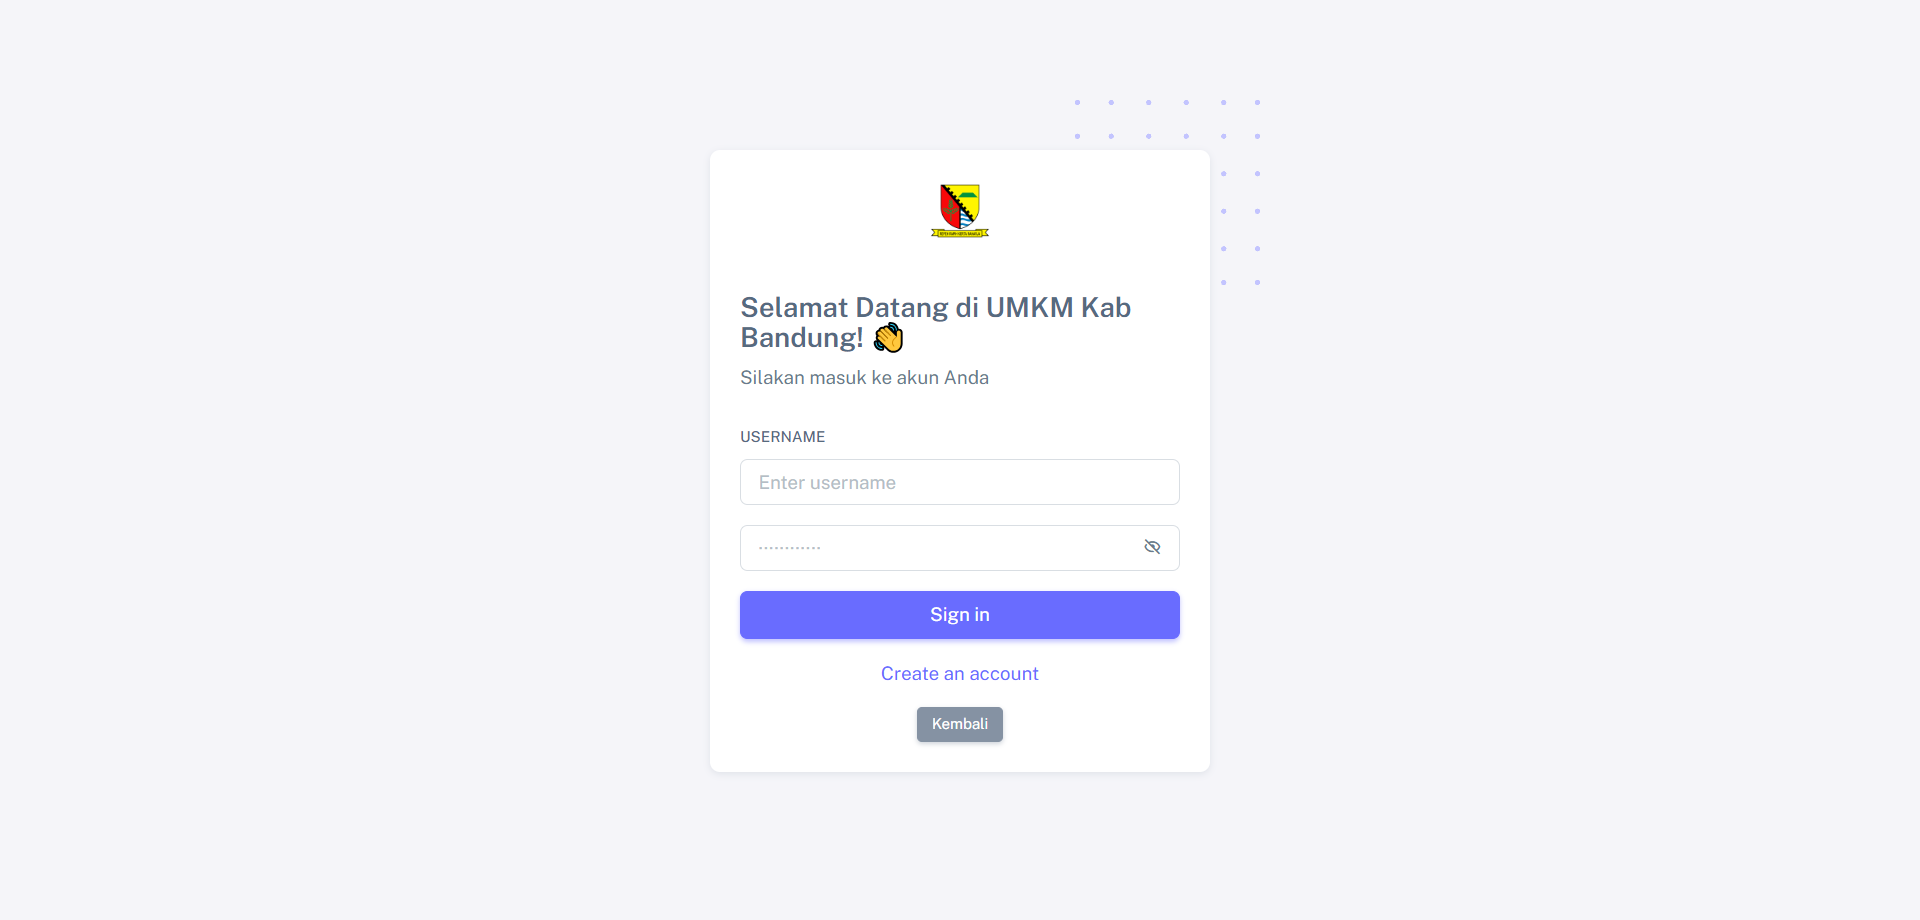 Selamat Datang di UMKM Kab
Bandung! 👋
Silakan masuk ke akun Anda
USERNAME
Enter username
············
Sign in
Create an account
Kembali